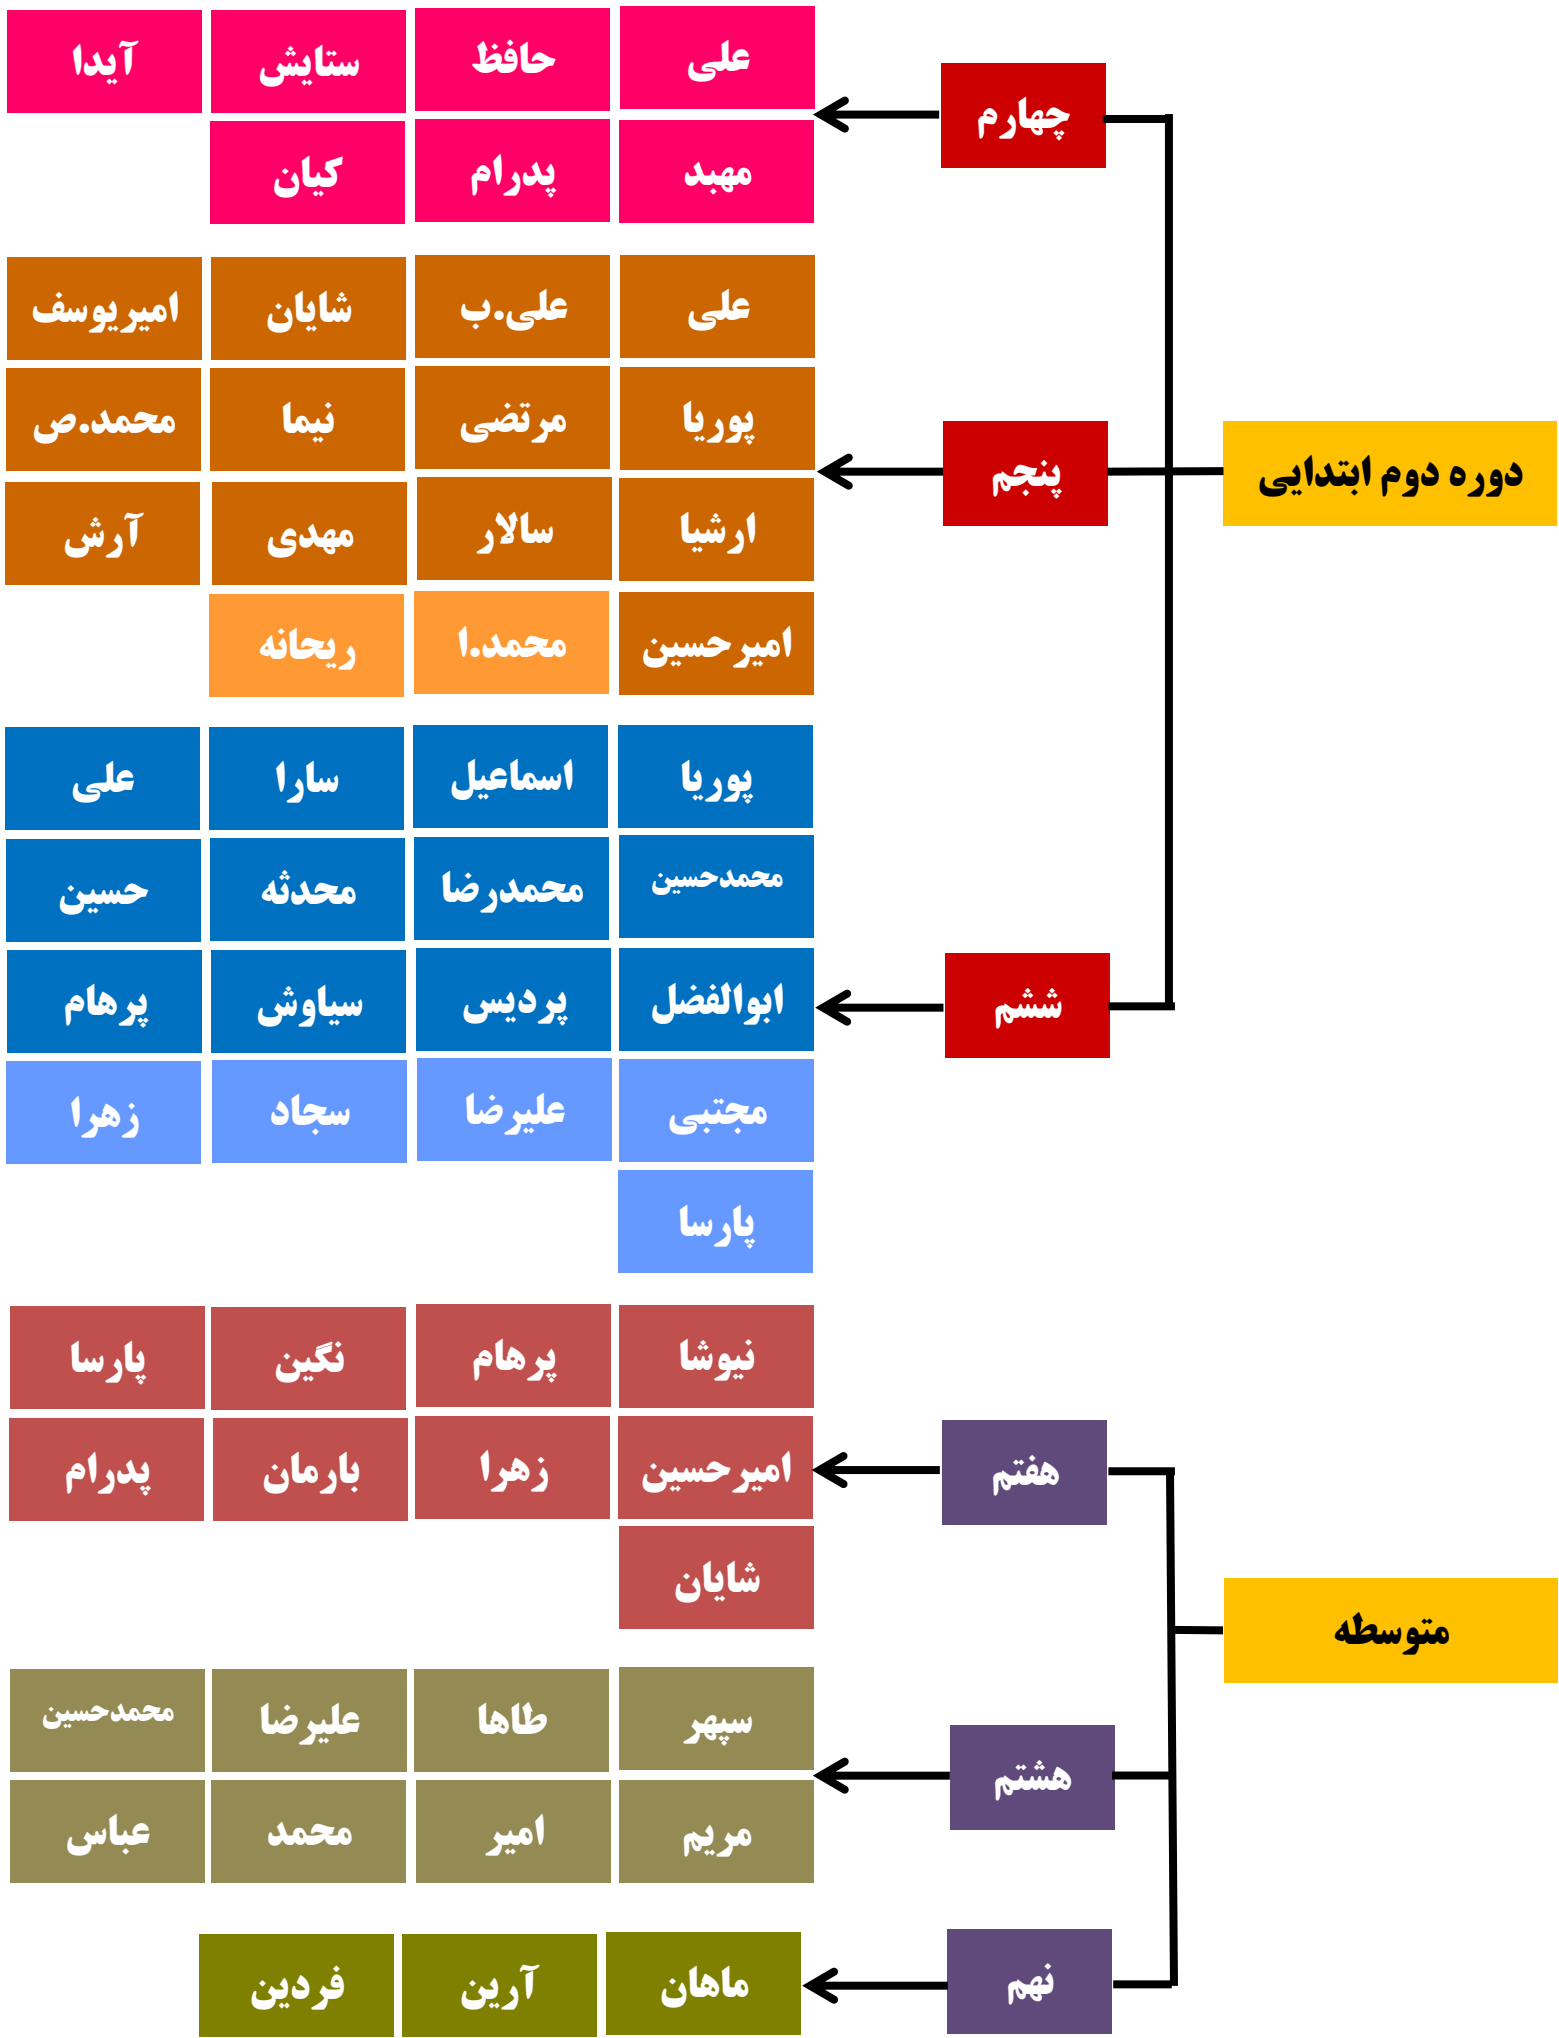 دوره دوم ابتدایی
چهارم
علی
حافظ
ستایش
آیدا
مهبد
پدرام
کیان
پنجم
علی
علی.ب
شایان
امیریوسف
پوریا
مرتضی
نیما
محمد.ص
ارشیا
سالار
مهدی
آرش
امیرحسین
محمد.ا
ریحانه
ششم
پوریا
اسماعیل
سارا
علی
محمدحسین
محمدرضا
محدثه
حسین
ابوالفضل
پردیس
سیاوش
پرهام
مجتبی
علیرضا
سجاد
زهرا
پارسا
متوسطه
هفتم
نیوشا
پرهام
نگین
پارسا
امیرحسین
زهرا
بارمان
پدرام
شایان
هشتم
سپهر
طاها
علیرضا
محمدحسین
مریم
امیر
محمد
عباس
نهم
ماهان
آرین
فردین